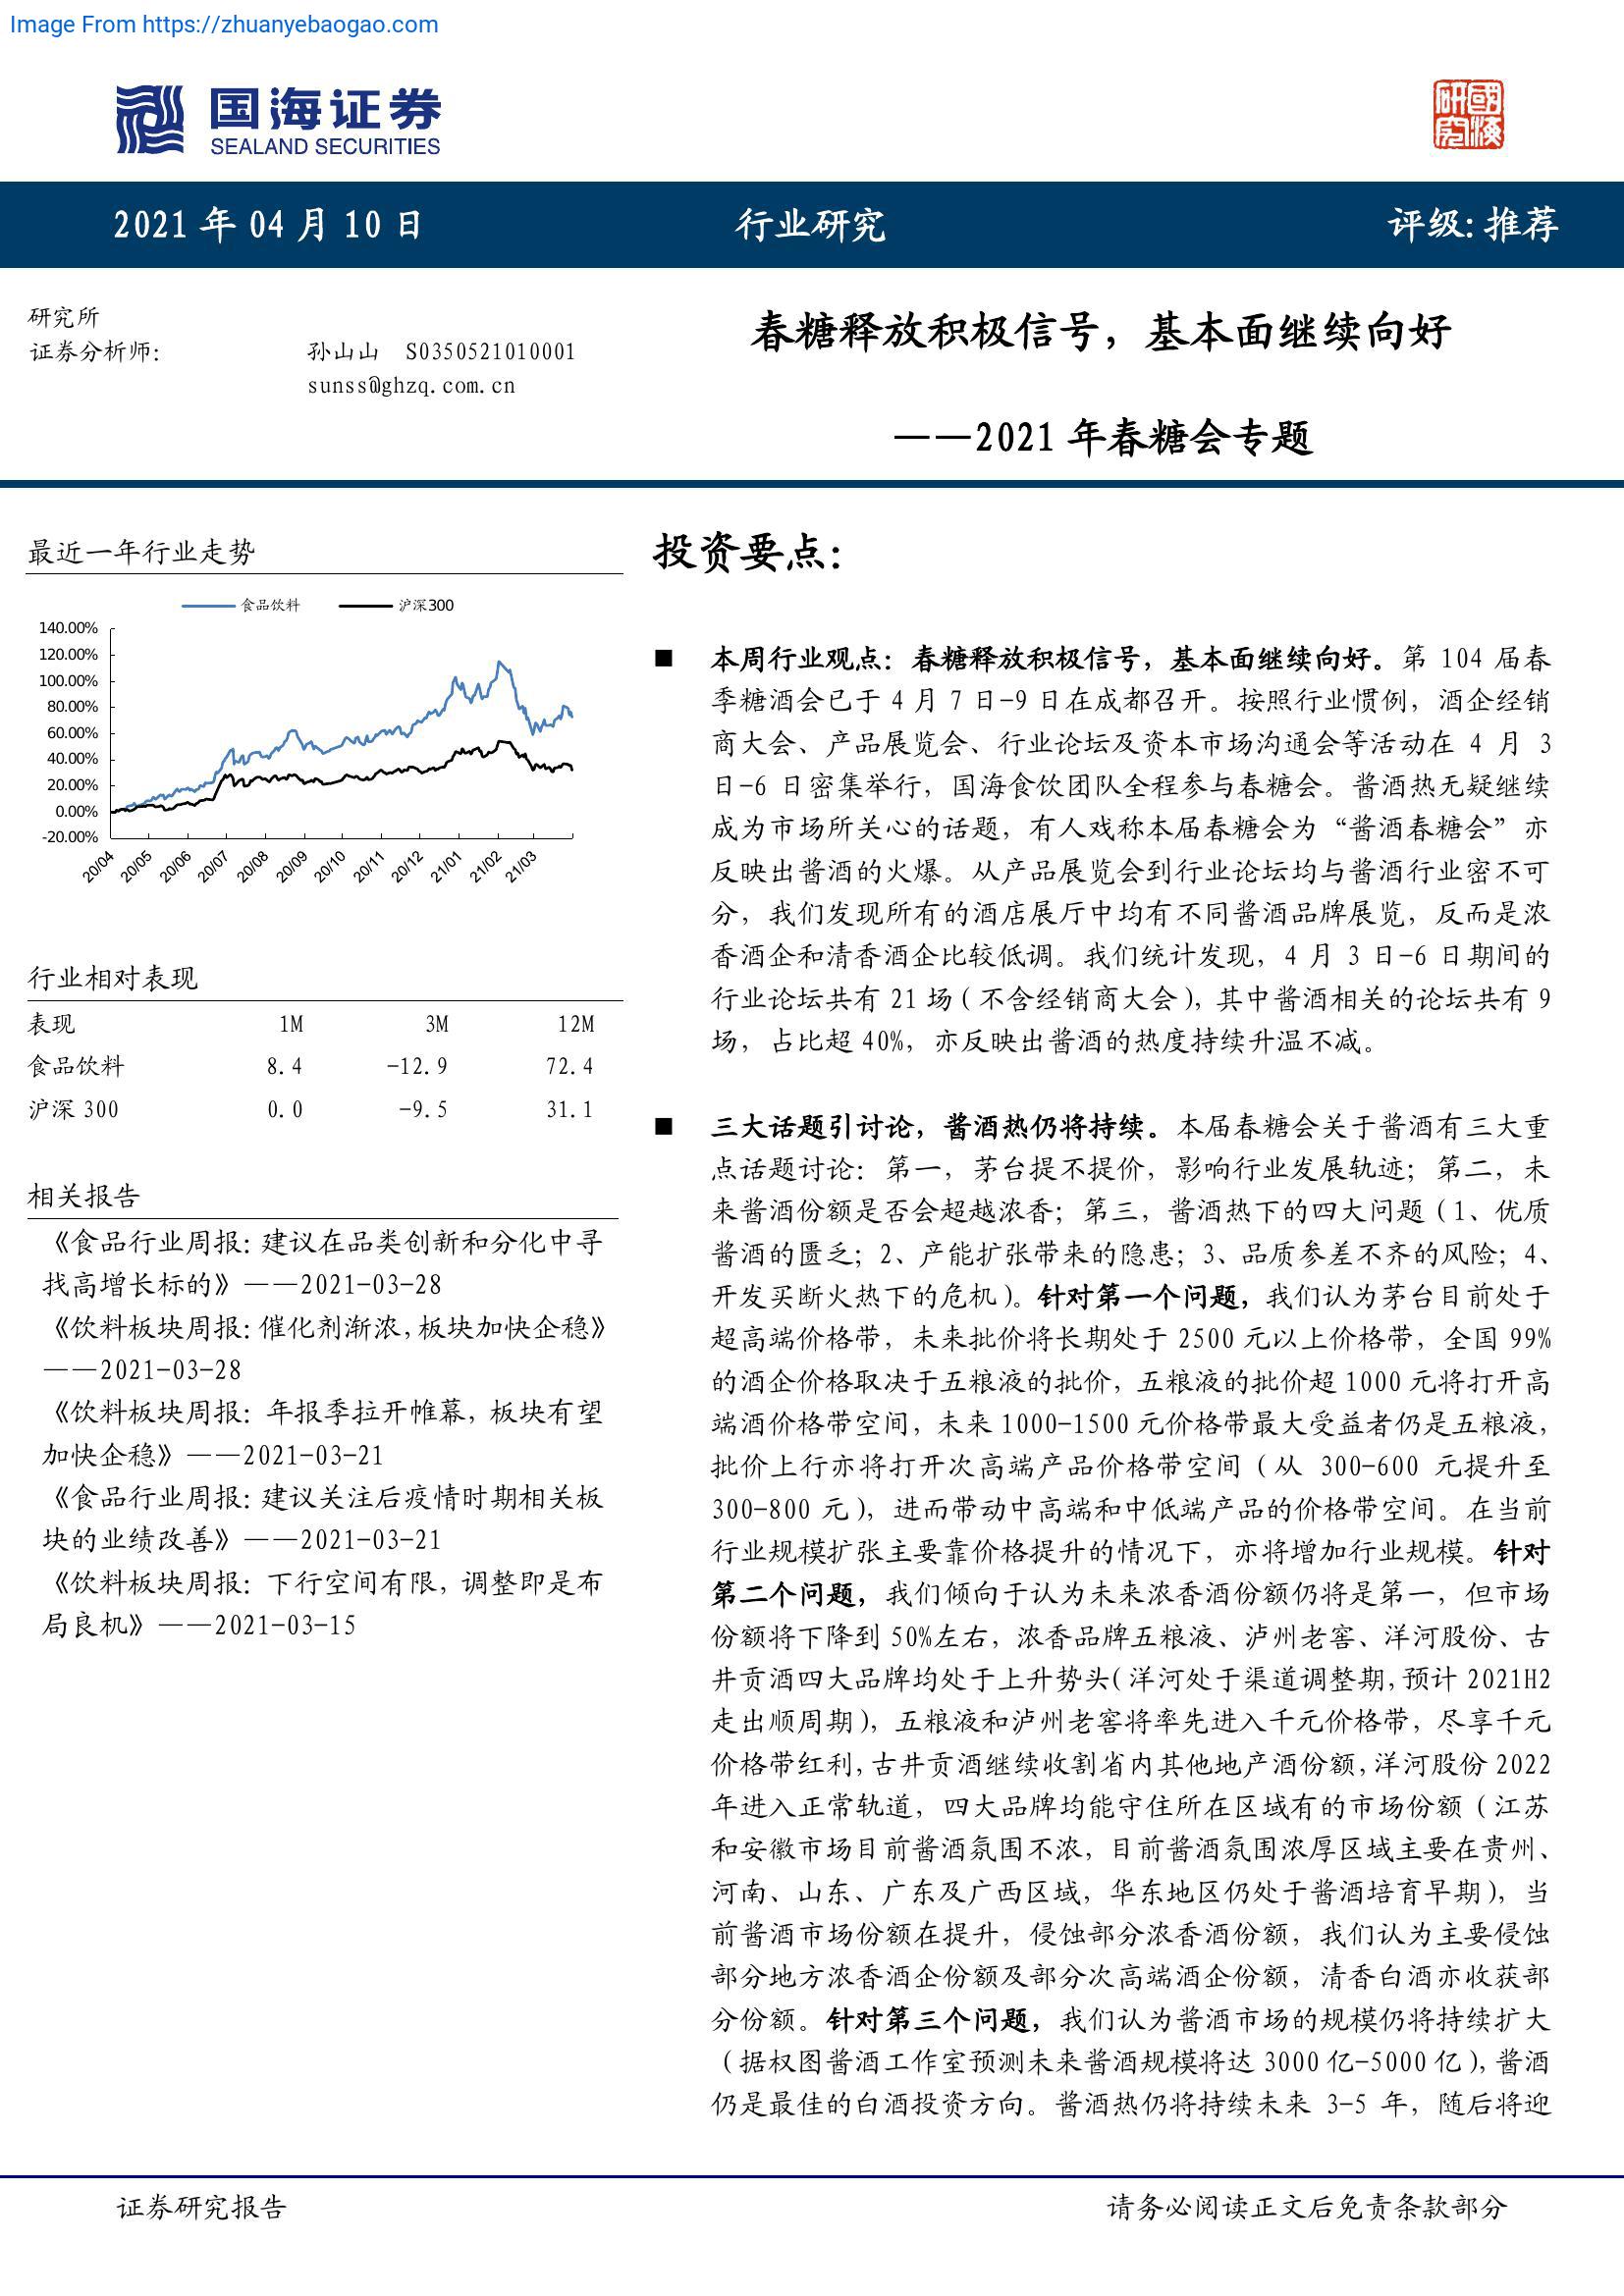 Image From https://zhuanyebaogao.com
国海证券
SEALAND SECURITIES
國海研究
2021 年 04 月 10 日 行业研究 评级:推荐
研究所
证券分析师: 孙山山 S0350521010001
sunss@ghzq.com.cn
春糖释放积极信号，基本面继续向好
——2021 年春糖会专题
最近一年行业走势
食品饮料 沪深300
140.00%
120.00%
100.00%
80.00%
60.00%
40.00%
20.00%
0.00%
-20.00%
20/04 20/05 20/06 20/07 20/08 20/09 20/10 20/11 20/12 21/01 21/02 21/03
行业相对表现
表现 1M 3M 12M
食品饮料 8.4 -12.9 72.4
沪深 300 0.0 -9.5 31.1
相关报告
《食品行业周报：建议在品类创新和分化中寻
找高增长标的》——2021-03-28
《饮料板块周报：催化剂渐浓，板块加快企稳》
——2021-03-28
《饮料板块周报：年报季拉开帷幕，板块有望
加快企稳》——2021-03-21
《食品行业周报：建议关注后疫情时期相关板
块的业绩改善》——2021-03-21
《饮料板块周报：下行空间有限，调整即是布
局良机》——2021-03-15
投资要点：
■ 本周行业观点：春糖释放积极信号，基本面继续向好。第 104 届春
季糖酒会已于 4 月 7 日-9 日在成都召开。按照行业惯例，酒企经销
商大会、产品展览会、行业论坛及资本市场沟通会等活动在 4 月 3
日-6 日密集举行，国海食饮团队全程参与春糖会。酱酒热无疑继续
成为市场所关心的话题，有人戏称本届春糖会为“酱酒春糖会”亦
反映出酱酒的火爆。从产品展览会到行业论坛均与酱酒行业密不可
分，我们发现所有的酒店展厅中均有不同酱酒品牌展览，反而是浓
香酒企和清香酒企比较低调。我们统计发现，4 月 3 日-6 日期间的
行业论坛共有 21 场（不含经销商大会），其中酱酒相关的论坛共有 9
场，占比超 40%，亦反映出酱酒的热度持续升温不减。
■ 三大话题引讨论，酱酒热仍将持续。本届春糖会关于酱酒有三大重
点话题讨论：第一，茅台提不提价，影响行业发展轨迹；第二，未
来酱酒份额是否会超越浓香；第三，酱酒热下的四大问题（1、优质
酱酒的匮乏；2、产能扩张带来的隐患；3、品质参差不齐的风险；4、
开发买断火热下的危机）。针对第一个问题，我们认为茅台目前处于
超高端价格带，未来批价将长期处于 2500 元以上价格带，全国 99%
的酒企价格取决于五粮液的批价，五粮液的批价超 1000 元将打开高
端酒价格带空间，未来 1000-1500 元价格带最大受益者仍是五粮液，
批价上行亦将打开次高端产品价格带空间（从 300-600 元提升至
300-800 元），进而带动中高端和中低端产品的价格带空间。在当前
行业规模扩张主要靠价格提升的情况下，亦将增加行业规模。针对
第二个问题，我们倾向于认为未来浓香酒份额仍将是第一，但市场
份额将下降到 50%左右，浓香品牌五粮液、泸州老窖、洋河股份、古
井贡酒四大品牌均处于上升势头（洋河处于渠道调整期，预计 2021H2
走出顺周期），五粮液和泸州老窖将率先进入千元价格带，尽享千元
价格带红利，古井贡酒继续收割省内其他地产酒份额，洋河股份 2022
年进入正常轨道，四大品牌均能守住所在区域有的市场份额（江苏
和安徽市场目前酱酒氛围不浓，目前酱酒氛围浓厚区域主要在贵州、
河南、山东、广东及广西区域，华东地区仍处于酱酒培育早期），当
前酱酒市场份额在提升，侵蚀部分浓香酒份额，我们认为主要侵蚀
部分地方浓香酒企份额及部分次高端酒企份额，清香白酒亦收获部
分份额。针对第三个问题，我们认为酱酒市场的规模仍将持续扩大
（据权图酱酒工作室预测未来酱酒规模将达 3000 亿-5000 亿），酱酒
仍是最佳的白酒投资方向。酱酒热仍将持续未来 3-5 年，随后将迎
证券研究报告 请务必阅读正文后免责条款部分